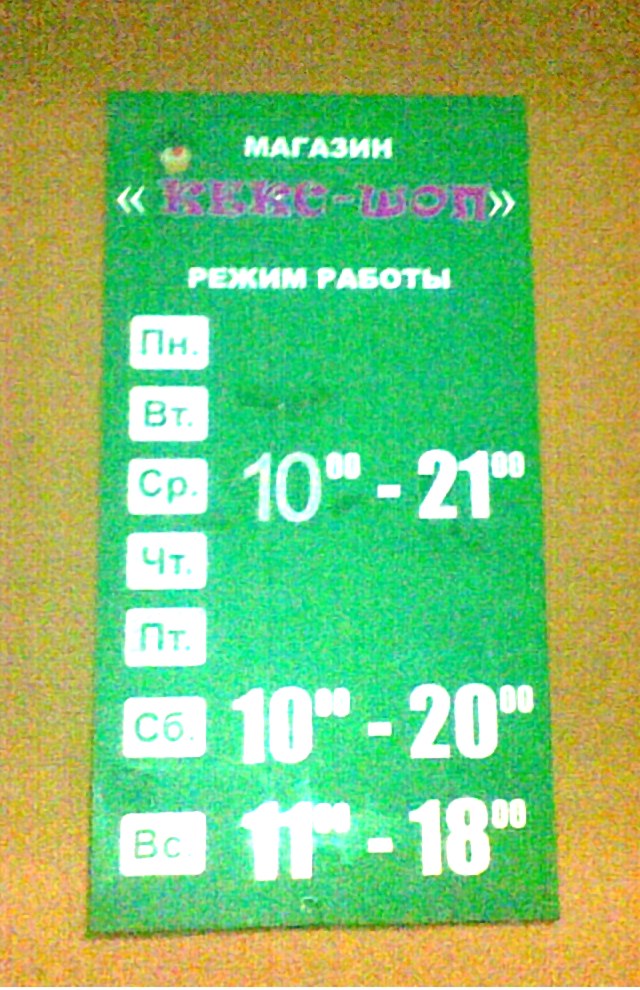 МАГАЗИН
« КЕКС-ШОП»
РЕЖИМ РАБОТЫ
Пн.
Вт.
Ср. 10⁰⁰ - 21⁰⁰
Чт.
Пт.
Сб. 10⁰⁰ - 20⁰⁰
Вс. 11⁰⁰ - 18⁰⁰